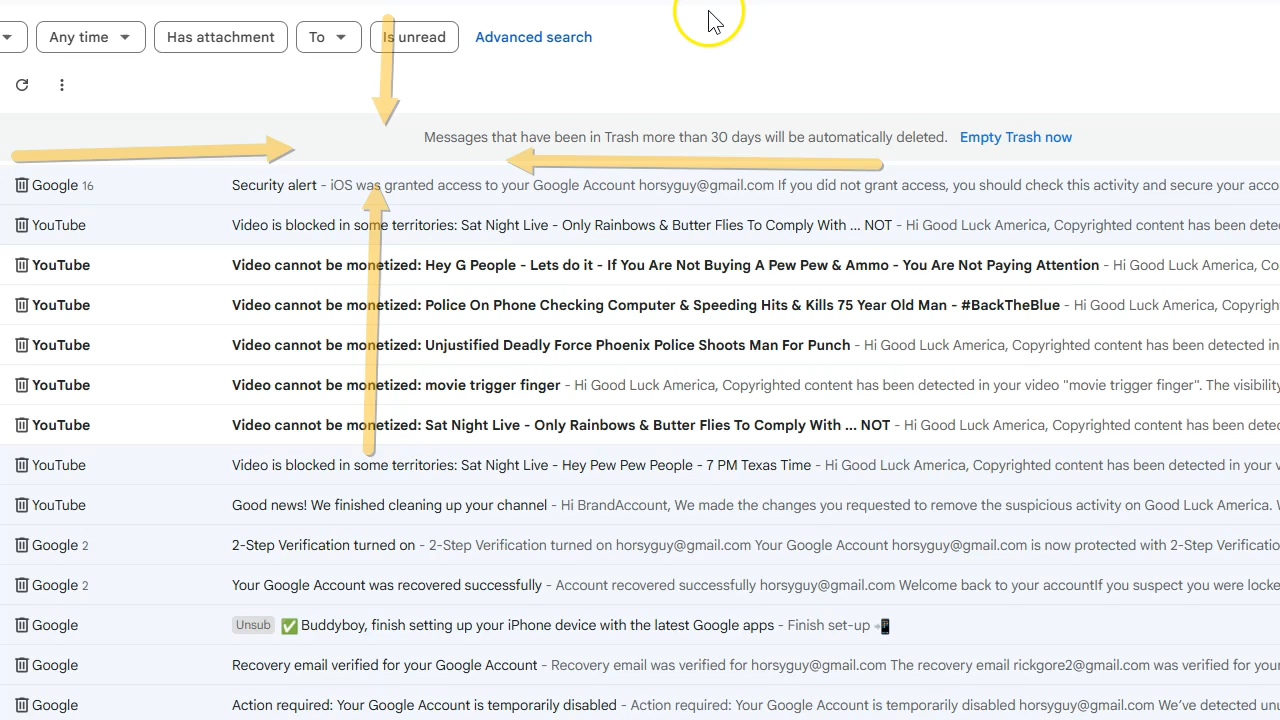 Any time Has attachment To Is unread Advanced search
Messages that have been in Trash more than 30 days will be automatically deleted. Empty Trash now
Google 16 Security alert - iOS was granted access to your Google Account horsyguy@gmail.com If you did not grant access, you should check this activity and secure your acco
YouTube Video is blocked in some territories: Sat Night Live - Only Rainbows & Butter Flies To Comply With ... NOT - Hi Good Luck America, Copyrighted content has been dete
YouTube Video cannot be monetized: Hey G People - Lets do it - If You Are Not Buying A Pew Pew & Ammo - You Are Not Paying Attention - Hi Good Luck America, Co
YouTube Video cannot be monetized: Police On Phone Checking Computer & Speeding Hits & Kills 75 Year Old Man - #BackTheBlue - Hi Good Luck America, Copyrigh
YouTube Video cannot be monetized: Unjustified Deadly Force Phoenix Police Shoots Man For Punch - Hi Good Luck America, Copyrighted content has been detected in
YouTube Video cannot be monetized: movie trigger finger - Hi Good Luck America, Copyrighted content has been detected in your video "movie trigger finger". The visibility
YouTube Video cannot be monetized: Sat Night Live - Only Rainbows & Butter Flies To Comply With ... NOT - Hi Good Luck America, Copyrighted content has been dete
YouTube Video is blocked in some territories: Sat Night Live - Hey Pew Pew People - 7 PM Texas Time - Hi Good Luck America, Copyrighted content has been detected in your v
YouTube Good news! We finished cleaning up your channel - Hi BrandAccount, We made the changes you requested to remove the suspicious activity on Good Luck America.
Google 2 2-Step Verification turned on - 2-Step Verification turned on horsyguy@gmail.com Your Google Account horsyguy@gmail.com is now protected with 2-Step Verificatio
Google 2 Your Google Account was recovered successfully - Account recovered successfully horsyguy@gmail.com Welcome back to your accountIf you suspect you were locke
Google Unsub ✅ Buddyboy, finish setting up your iPhone device with the latest Google apps - Finish set-up 📲
Google Recovery email verified for your Google Account - Recovery email was verified for horsyguy@gmail.com The recovery email rickgore2@gmail.com was verified for your
Google Action required: Your Google Account is temporarily disabled - Action required: Your Google Account is temporarily disabled horsyguy@gmail.com We've detected unu